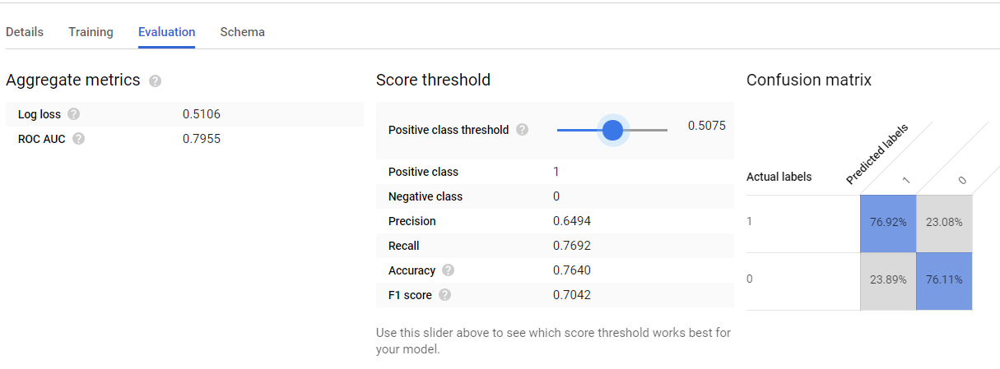 Details Training Evaluation Schema
Aggregate metrics ?
Log loss ? 0.5106
ROC AUC ? 0.7955
Score threshold
Positive class threshold ? 0.5075
Positive class 1
Negative class 0
Precision 0.6494
Recall 0.7692
Accuracy ? 0.7640
F1 score ? 0.7042
Use this slider above to see which score threshold works best for
your model.
Confusion matrix
Predicted labels
Actual labels 1 0
1 76.92% 23.08%
0 23.89% 76.11%